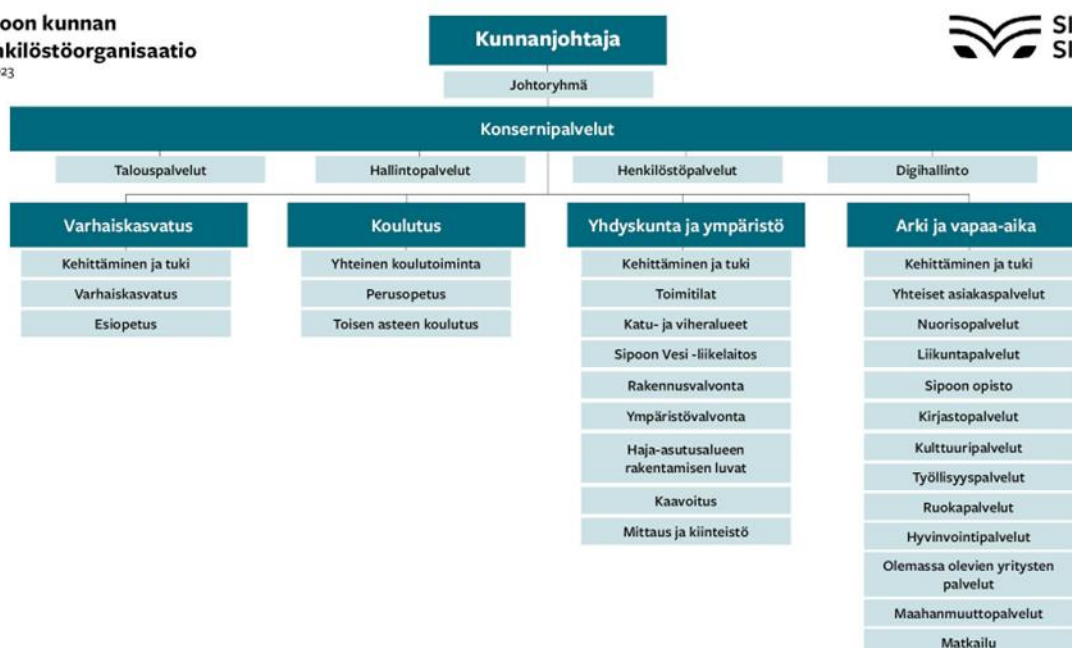 oon kunnan
kilöstöorganisaatio
Kunnanjohtaja
Johtoryhmä
Konsernipalvelut
Talouspalvelut
Hallintopalvelut
Henkilöstöpalvelut
Digihallinto
Varhaiskasvatus
Kehittäminen ja tuki
Varhaiskasvatus
Esiopetus
Koulutus
Yhteinen koulutoiminta
Perusopetus
Toisen asteen koulutus
Yhdyskunta ja ympäristö
Kehittäminen ja tuki
Toimitilat
Katu- ja viheralueet
Sipoon Vesi -liikelaitos
Rakennusvalvonta
Ympäristövalvonta
Haja-asutusalueen
rakentamisen luvat
Kaavoitus
Mittaus ja kiinteistö
Arki ja vapaa-aika
Kehittäminen ja tuki
Yhteiset asiakaspalvelut
Nuorisopalvelut
Liikuntapalvelut
Sipoon opisto
Kirjastopalvelut
Kulttuuripalvelut
Työllisyyspalvelut
Ruokapalvelut
Hyvinvointipalvelut
Olemassa olevien yritysten
palvelut
Maahanmuuttopalvelut
Matkailu